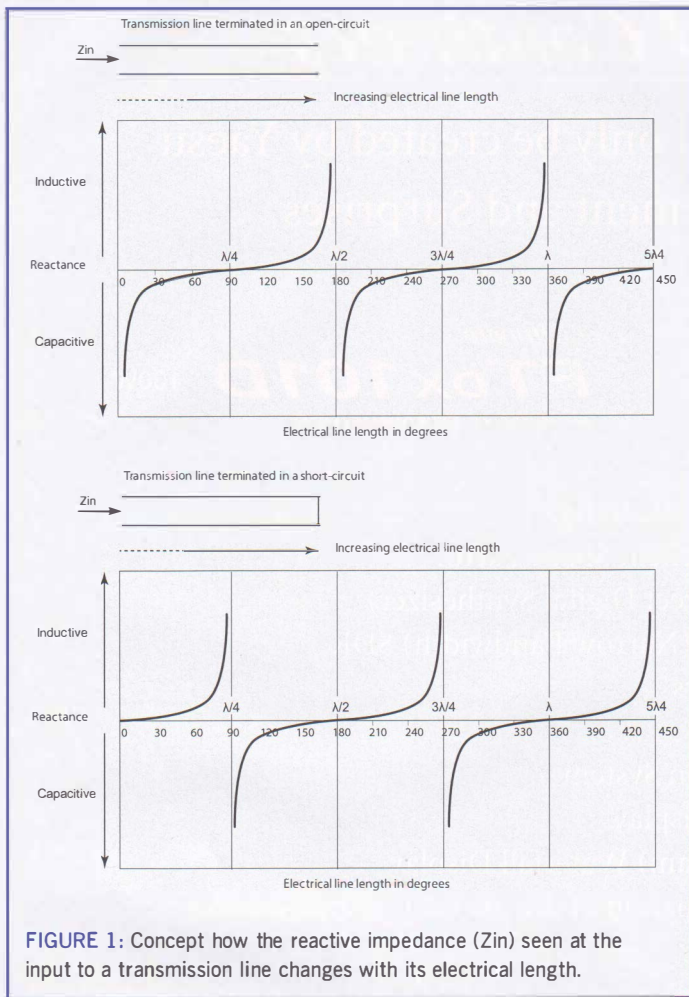 Transmission line terminated in an open-circuit
Zin
Increasing electrical line length
Inductive
λ/4 λ/2 3λ/4 λ 5λ4
Reactance
0 30 60 90 120 150 180 210 240 270 300 330 360 390 420 450
Capacitive
Electrical line length in degrees
Transmission line terminated in a short-circuit
Zin
Increasing electrical line length
Inductive
λ/4 λ/2 3λ/4 λ 5λ4
Reactance
0 30 60 90 120 150 180 210 240 270 300 330 360 390 420 450
Capacitive
Electrical line length in degrees
FIGURE 1: Concept how the reactive impedance (Zin) seen at the
input to a transmission line changes with its electrical length.